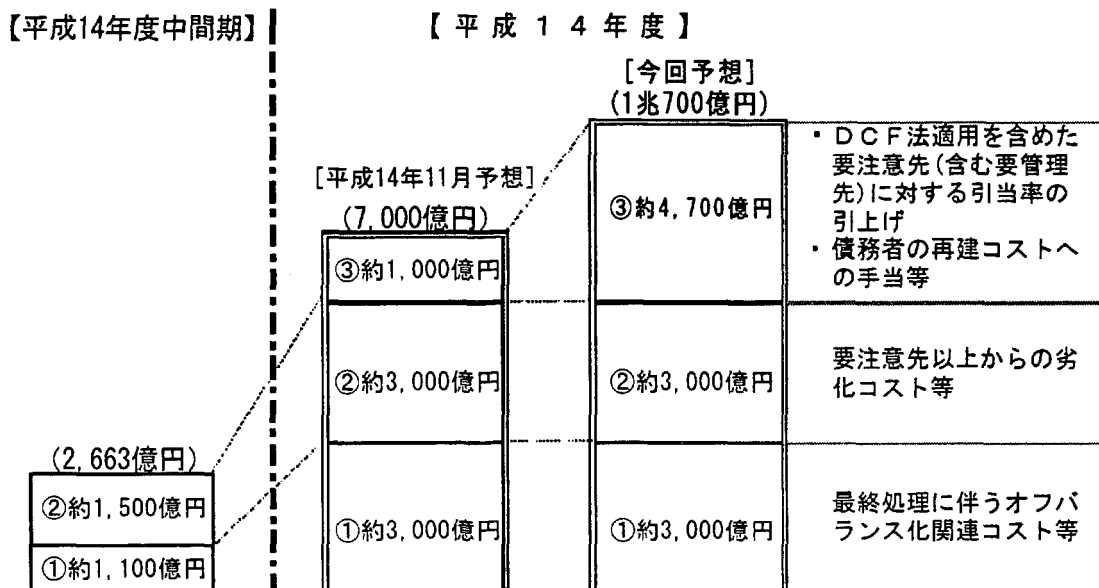 【平成14年度中間期】
【平成１４年度】
[今回予想]
(1兆700億円)
[平成14年11月予想]
(7,000億円)
(2,663億円)
③約4,700億円
③約1,000億円
②約3,000億円
②約3,000億円
②約1,500億円
①約3,000億円
①約3,000億円
①約1,100億円
・ＤＣＦ法適用を含めた
要注意先(含む要管理
先)に対する引当率の
引上げ
・債務者の再建コストへ
の手当等
要注意先以上からの劣
化コスト等
最終処理に伴うオフバ
ランス化関連コスト等